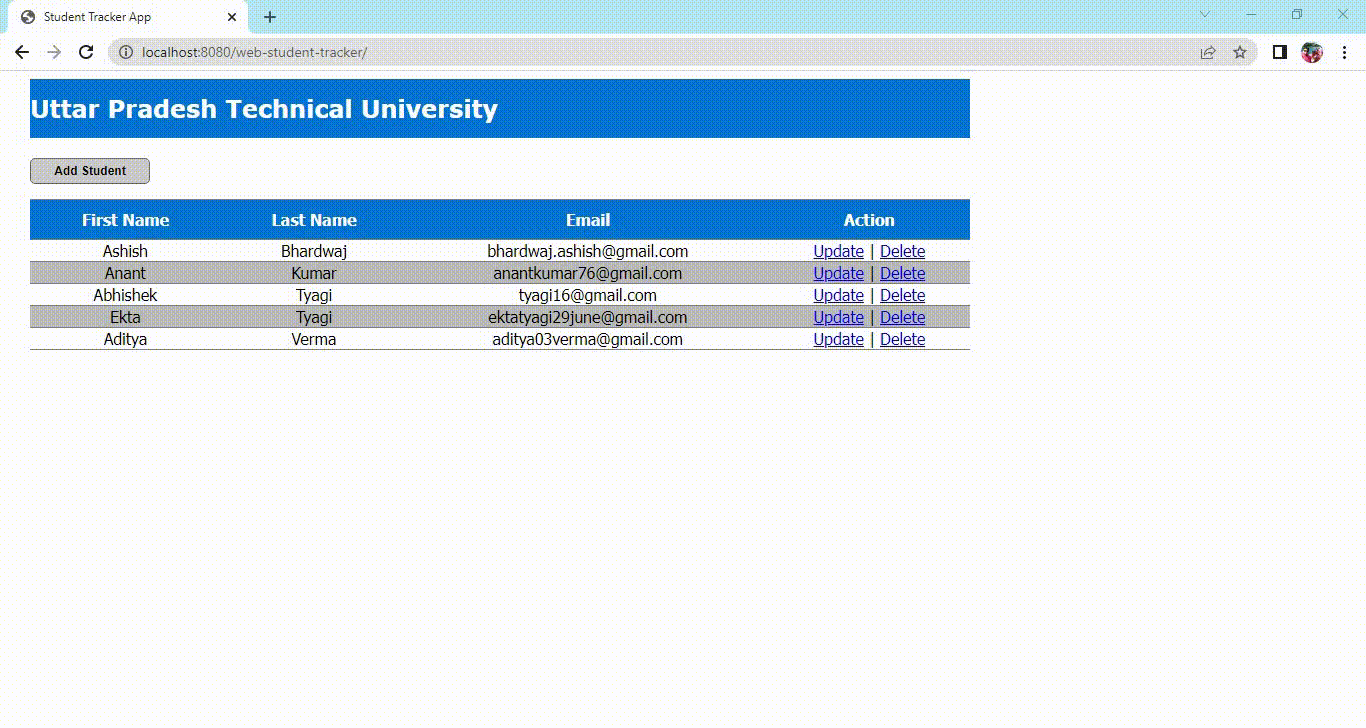 Student Tracker App
localhost:8080/web-student-tracker/
Uttar Pradesh Technical University
Add Student
First Name Last Name Email Action
Ashish Bhardwaj bhardwaj.ashish@gmail.com Update | Delete
Anant Kumar anantkumar76@gmail.com Update | Delete
Abhishek Tyagi tyagi16@gmail.com Update | Delete
Ekta Tyagi ektatyagi29june@gmail.com Update | Delete
Aditya Verma aditya03verma@gmail.com Update | Delete